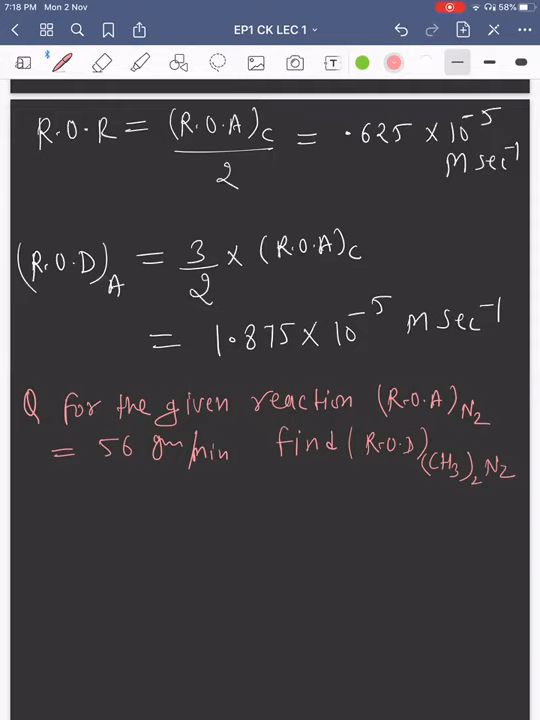 7:18 PM Mon 2 Nov
58%
EP1 CK LEC 1
R.O.R = (R.O.A)C / 2 = .625 × 10⁻⁵
M sec⁻¹
(R.O.D)A = 3/2 × (R.O.A)C
= 1.875 × 10⁻⁵ M sec⁻¹
Q for the given reaction (R.O.A)N₂
= 56 gm/min find (R.O.D)(CH₃)₂N₂